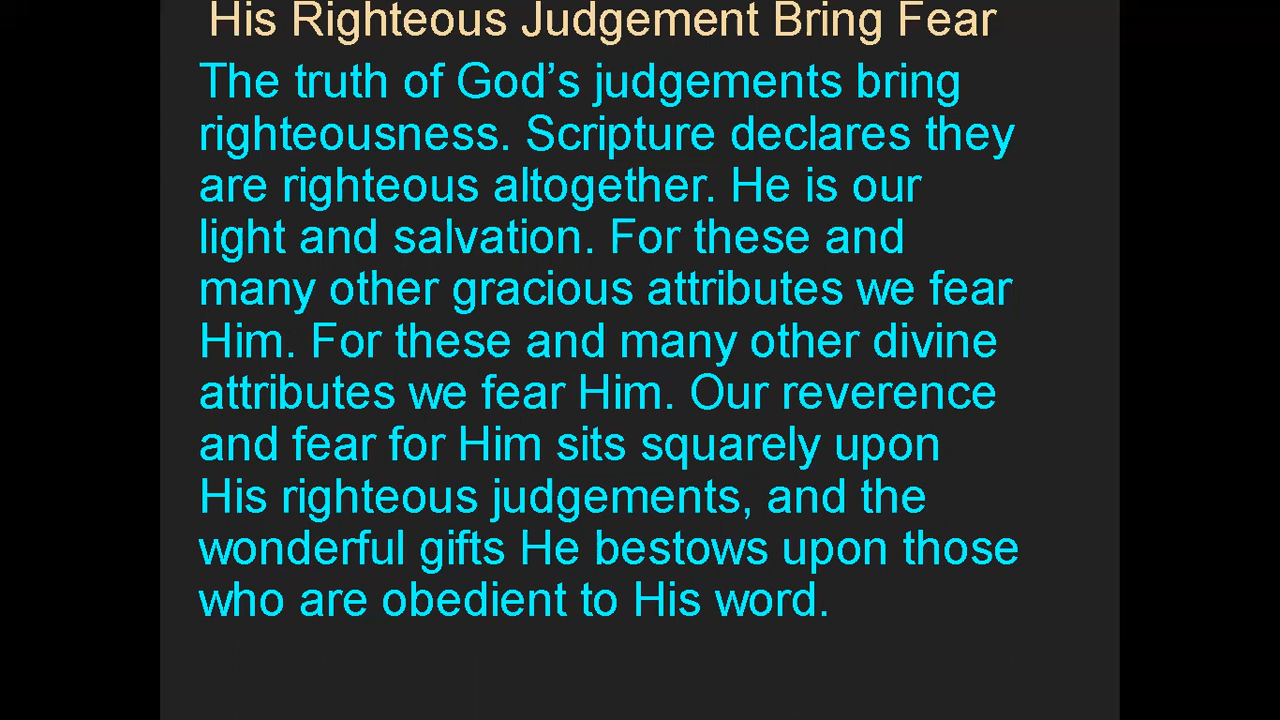 His Righteous Judgement Bring Fear
The truth of God’s judgements bring
righteousness. Scripture declares they
are righteous altogether. He is our
light and salvation. For these and
many other gracious attributes we fear
Him. For these and many other divine
attributes we fear Him. Our reverence
and fear for Him sits squarely upon
His righteous judgements, and the
wonderful gifts He bestows upon those
who are obedient to His word.